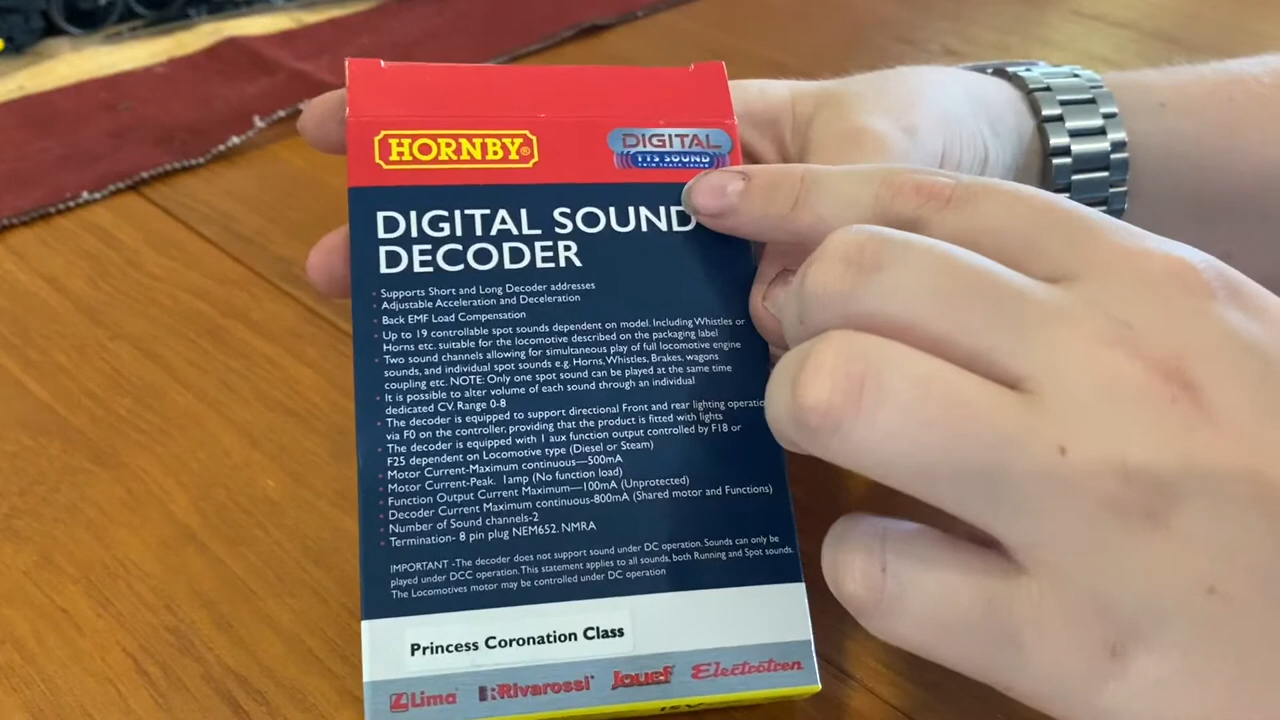 HORNBY®
DIGITAL
TTS SOUND
TWIN TRACK SOUND
DIGITAL SOUND
DECODER
• Supports Short and Long Decoder addresses
• Adjustable Acceleration and Deceleration
• Back EMF Load Compensation
• Up to 19 controllable spot sounds dependent on model. Including Whistles or
Horns etc. suitable for the locomotive described on the packaging label
• Two sound channels allowing for simultaneous play of full locomotive engine
sounds, and individual spot sounds e.g. Horns, Whistles, Brakes, wagons
coupling etc. NOTE: Only one spot sound can be played at the same time
• It is possible to alter volume of each sound through an individual
dedicated CV. Range 0-8
• The decoder is equipped to support directional Front and rear lighting operatio
via F0 on the controller, providing that the product is fitted with lights
• The decoder is equipped with 1 aux function output controlled by F18 or
F25 dependent on Locomotive type (Diesel or Steam)
• Motor Current-Maximum continuous—500mA
• Motor Current-Peak. 1amp (No function load)
• Function Output Current Maximum—100mA (Unprotected)
• Decoder Current Maximum continuous-800mA (Shared motor and Functions)
• Number of Sound channels-2
• Termination- 8 pin plug NEM652. NMRA
IMPORTANT -The decoder does not support sound under DC operation. Sounds can only be
played under DCC operation. This statement applies to all sounds, both Running and Spot sounds.
The Locomotives motor may be controlled under DC operation
Princess Coronation Class
Lima® Rivarossi® Jouef Electrotren